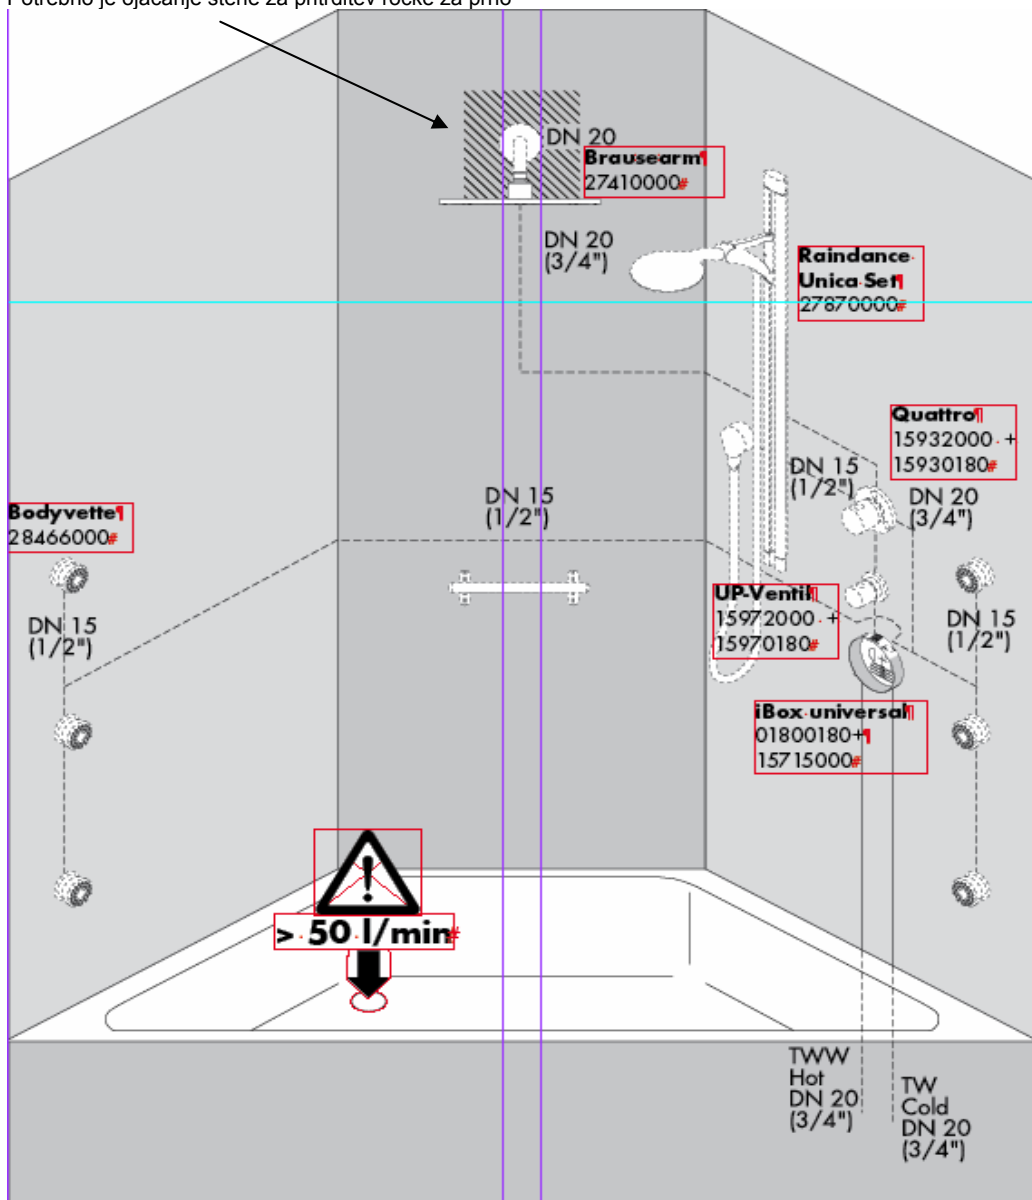 Potrebno je ojačanje stene za pritrditev ročke za prho
DN 20
Brausearm¶
27410000#
DN 20
(3/4")
Raindance·
Unica·Set¶
27870000#
Quattro¶
15932000·+
15930180#
DN 15
(1/2")
DN 20
(3/4")
DN 15
(1/2")
Bodyvette¶
28466000#
DN 15
(1/2")
UP-Ventil¶
15972000·+
15970180#
DN 15
(1/2")
iBox·universal¶
01800180+¶
15715000#
!
>·50·l/min#
TWW
Hot
DN 20
(3/4")
TW
Cold
DN 20
(3/4")